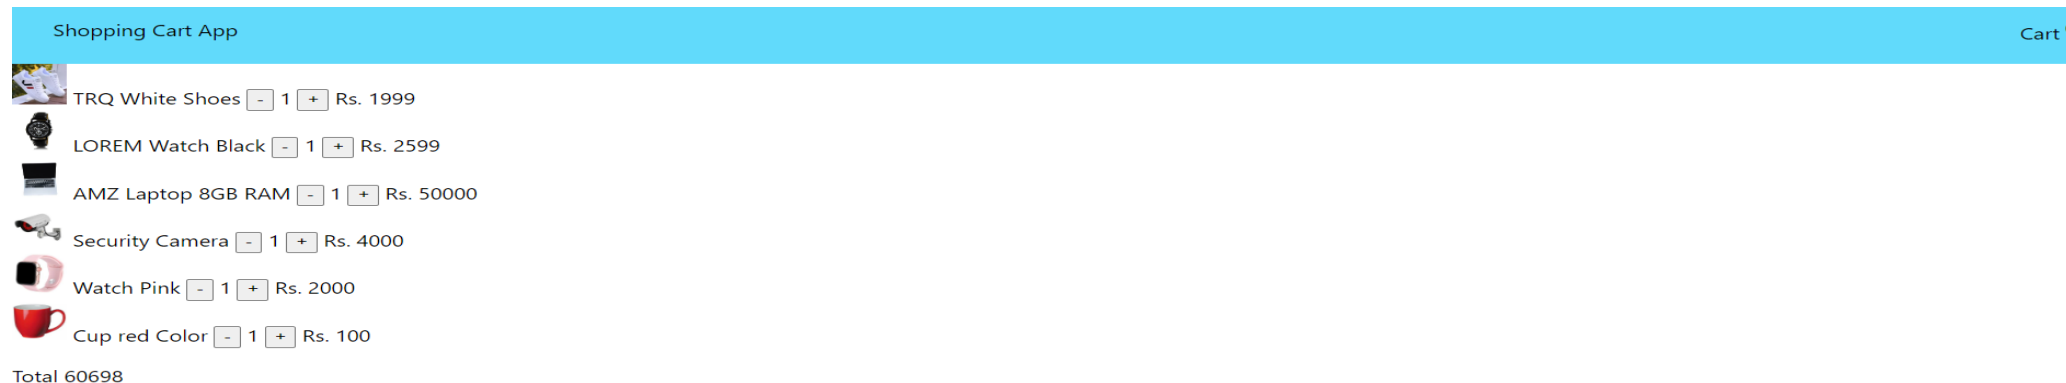 Shopping Cart App
Cart
TRQ White Shoes - 1 + Rs. 1999
LOREM Watch Black - 1 + Rs. 2599
AMZ Laptop 8GB RAM - 1 + Rs. 50000
Security Camera - 1 + Rs. 4000
Watch Pink - 1 + Rs. 2000
Cup red Color - 1 + Rs. 100
Total 60698